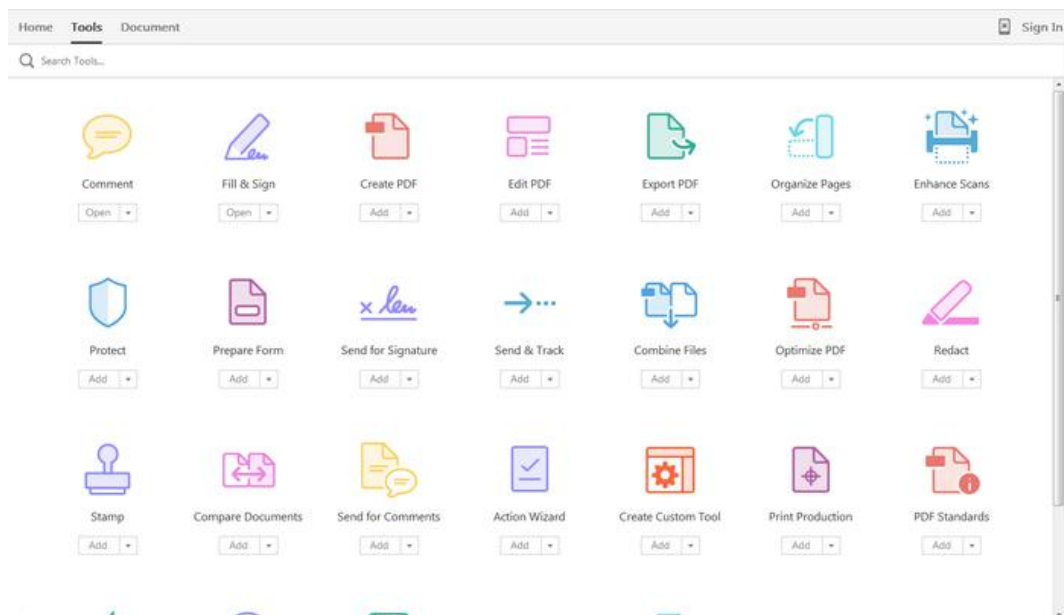 Home Tools Document Sign In
Search Tools...
Comment Fill & Sign Create PDF Edit PDF Export PDF Organize Pages Enhance Scans
Open Open Add Add Add Add Add
Protect Prepare Form Send for Signature Send & Track Combine Files Optimize PDF Redact
Add Add Add Add Add Add Add
Stamp Compare Documents Send for Comments Action Wizard Create Custom Tool Print Production PDF Standards
Add Add Add Add Add Add Add